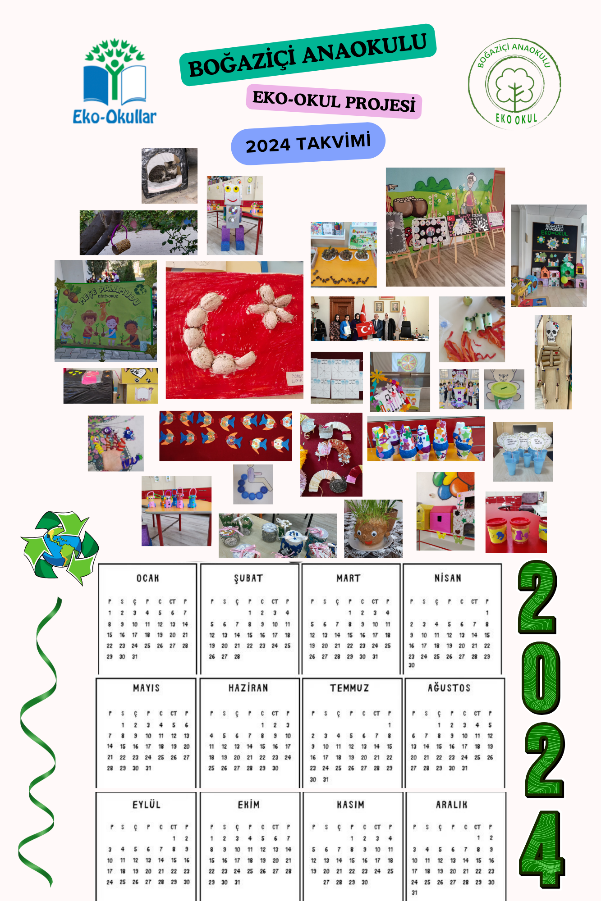 Eko-Okullar
BOĞAZİÇİ ANAOKULU
EKO-OKUL PROJESİ
2024 TAKVİMİ
BOĞAZİÇİ ANAOKULU
EKO OKUL
OCAK
P S Ç P C CT P
1 2 3 4 5 6 7
8 9 10 11 12 13 14
15 16 17 18 19 20 21
22 23 24 25 26 27 28
29 30 31
ŞUBAT
P S Ç P C CT P
1 2 3 4
5 6 7 8 9 10 11
12 13 14 15 16 17 18
19 20 21 22 23 24 25
26 27 28
MART
P S Ç P C CT P
1 2 3 4
5 6 7 8 9 10 11
12 13 14 15 16 17 18
19 20 21 22 23 24 25
26 27 28 29 30 31
NİSAN
P S Ç P C CT P
1
2 3 4 5 6 7 8
9 10 11 12 13 14 15
16 17 18 19 20 21 22
23 24 25 26 27 28 29
30
MAYIS
P S Ç P C CT P
1 2 3 4 5 6
7 8 9 10 11 12 13
14 15 16 17 18 19 20
21 22 23 24 25 26 27
28 29 30 31
HAZİRAN
P S Ç P C CT P
1 2 3
4 5 6 7 8 9 10
11 12 13 14 15 16 17
18 19 20 21 22 23 24
25 26 27 28 29 30
TEMMUZ
P S Ç P C CT P
1
2 3 4 5 6 7 8
9 10 11 12 13 14 15
16 17 18 19 20 21 22
23 24 25 26 27 28 29
30 31
AĞUSTOS
P S Ç P C CT P
1 2 3 4 5
6 7 8 9 10 11 12
13 14 15 16 17 18 19
20 21 22 23 24 25 26
27 28 29 30 31
EYLÜL
P S Ç P C CT P
1 2
3 4 5 6 7 8 9
10 11 12 13 14 15 16
17 18 19 20 21 22 23
24 25 26 27 28 29 30
EKİM
P S Ç P C CT P
1 2 3 4 5 6 7
8 9 10 11 12 13 14
15 16 17 18 19 20 21
22 23 24 25 26 27 28
29 30 31
KASIM
P S Ç P C CT P
1 2 3 4
5 6 7 8 9 10 11
12 13 14 15 16 17 18
19 20 21 22 23 24 25
26 27 28 29 30
ARALIK
P S Ç P C CT P
1 2
3 4 5 6 7 8 9
10 11 12 13 14 15 16
17 18 19 20 21 22 23
24 25 26 27 28 29 30
31
2024